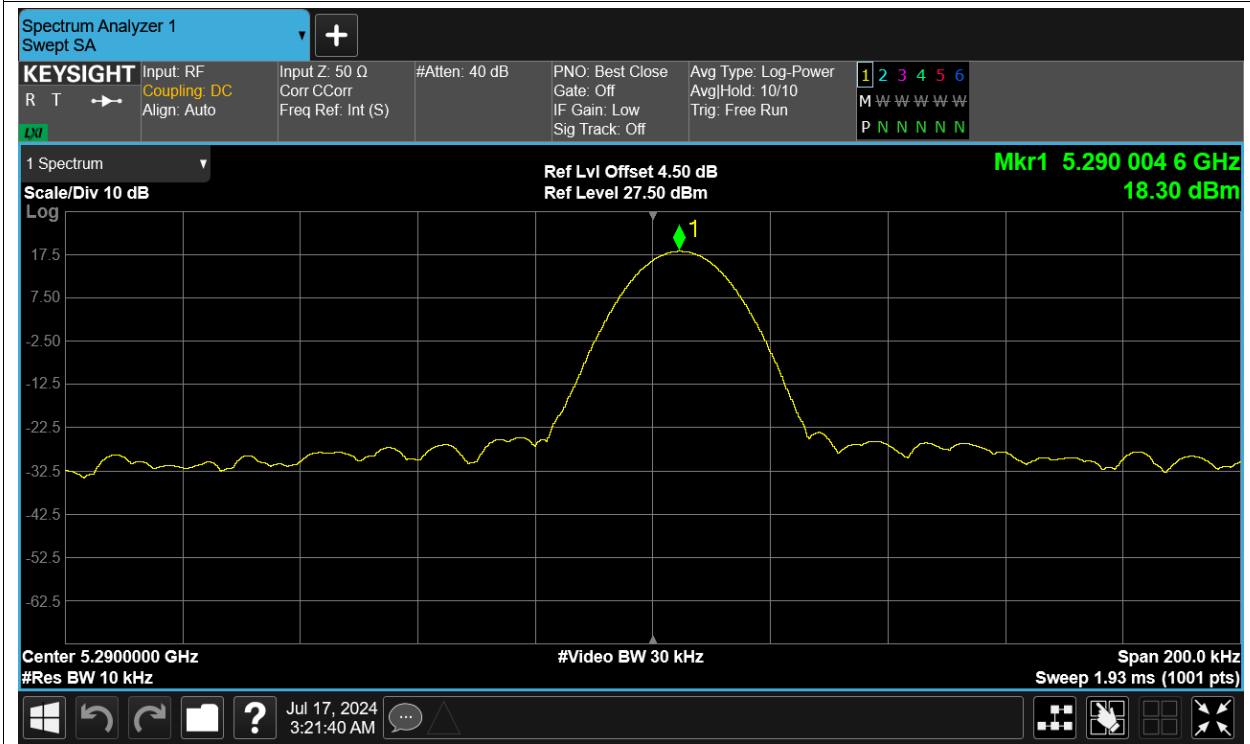 Spectrum Analyzer 1
Swept SA
+
KEYSIGHT
R T
LXI
Input: RF
Coupling: DC
Align: Auto
Input Z: 50 Ω
Corr CCorr
Freq Ref: Int (S)
#Atten: 40 dB
PNO: Best Close
Gate: Off
IF Gain: Low
Sig Track: Off
Avg Type: Log-Power
Avg|Hold: 10/10
Trig: Free Run
1 2 3 4 5 6
M W W W W W
P N N N N N
1 Spectrum
Scale/Div 10 dB
Log
Ref Lvl Offset 4.50 dB
Ref Level 27.50 dBm
Mkr1 5.290 004 6 GHz
18.30 dBm
1
17.5
7.50
-2.50
-12.5
-22.5
-32.5
-42.5
-52.5
-62.5
Center 5.2900000 GHz
#Res BW 10 kHz
#Video BW 30 kHz
Span 200.0 kHz
Sweep 1.93 ms (1001 pts)
?
Jul 17, 2024
3:21:40 AM